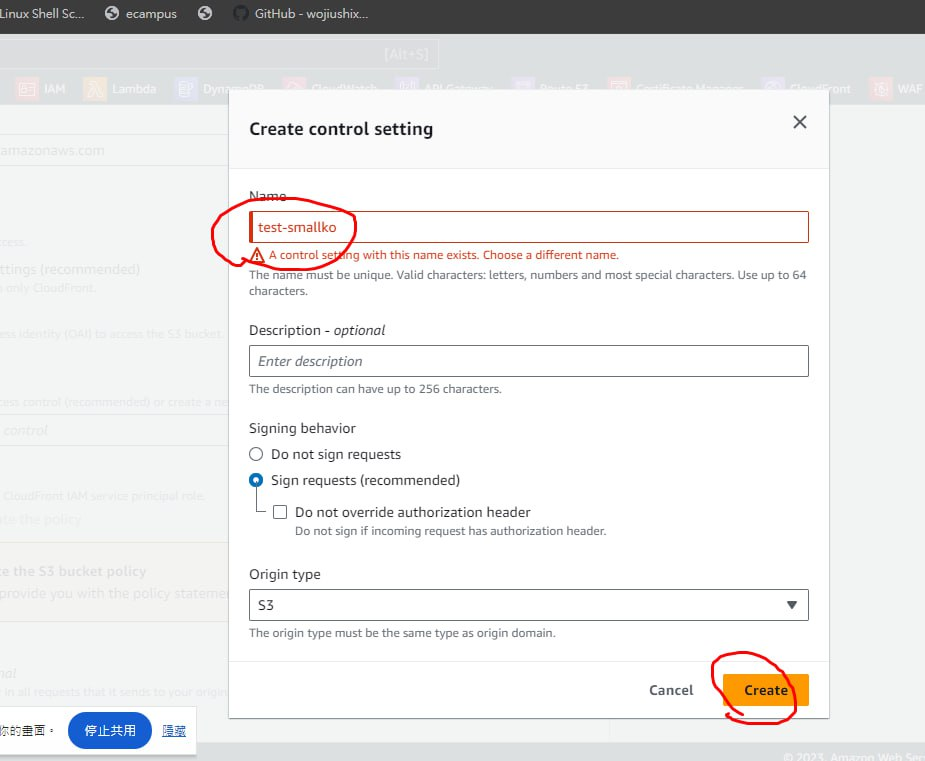 Linux Shell Sc...
ecampus
GitHub - wojiushix...
[Alt+S]
IAM
Lambda
DynamoDB
CloudWatch
API Gateway
Route 53
Certificate Manager
CloudFront
WAF
amazonaws.com
Create control setting
Name
test-smallko
A control setting with this name exists. Choose a different name.
The name must be unique. Valid characters: letters, numbers and most special characters. Use up to 64
characters.
Description - optional
Enter description
The description can have up to 256 characters.
Signing behavior
Do not sign requests
Sign requests (recommended)
Do not override authorization header
Do not sign if incoming request has authorization header.
Origin type
S3
The origin type must be the same type as origin domain.
Cancel
Create
cess.
ttings (recommended)
s only CloudFront.
ess identity (OAI) to access the S3 bucket.
cess control (recommended) or create a ne
control
CloudFront IAM service principal role.
ate the policy
e the S3 bucket policy
provide you with the policy stateme
nal
r in all requests that it sends to your origin
你的畫面。
停止共用
隱藏
© 2023, Amazon Web Ser